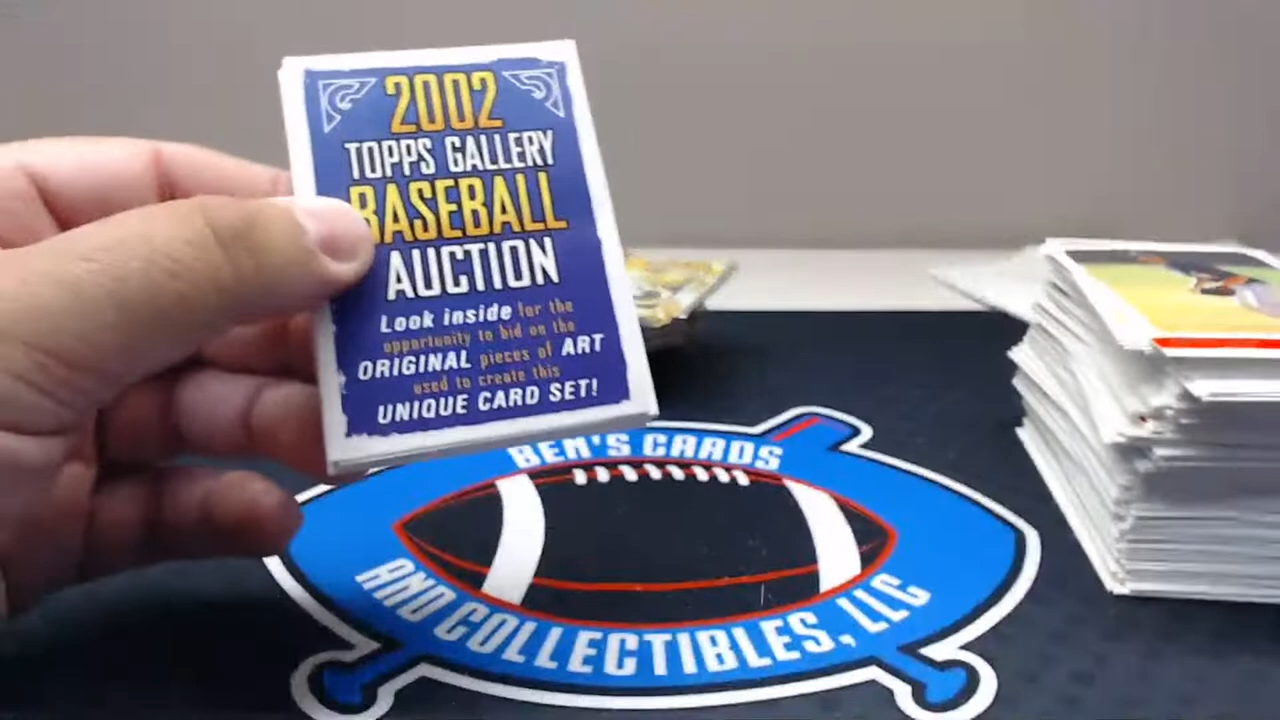 2002
TOPPS GALLERY
BASEBALL
AUCTION
Look inside for the
opportunity to bid on the
ORIGINAL pieces of ART
used to create this
UNIQUE CARD SET!
BEN'S CARDS
AND COLLECTIBLES, LLC